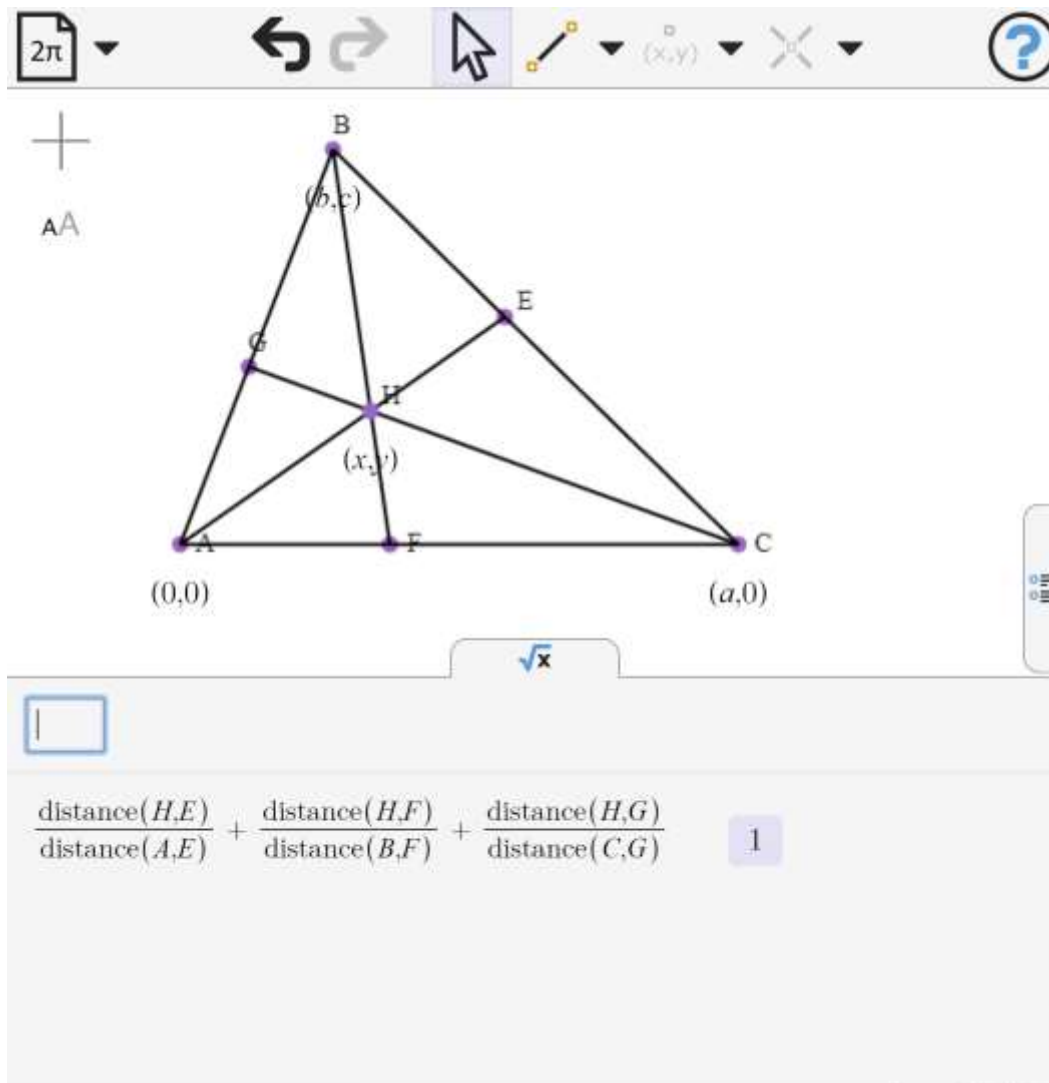 2π
(x,y)
?
AA
B
(b,c)
E
G
H
(x,y)
A
F
C
(0,0)
(a,0)
√x
distance(H,E)/distance(A,E) + distance(H,F)/distance(B,F) + distance(H,G)/distance(C,G) 1